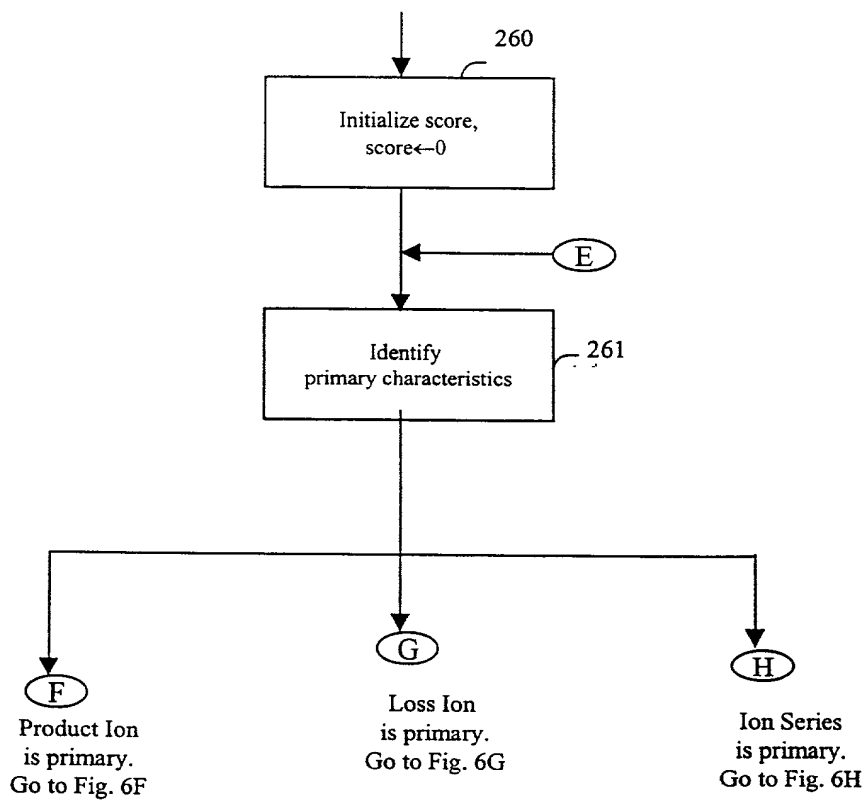 260
Initialize score,
score←0
E
Identify
primary characteristics
261
F
Product Ion
is primary.
Go to Fig. 6F
G
Loss Ion
is primary.
Go to Fig. 6G
H
Ion Series
is primary.
Go to Fig. 6H